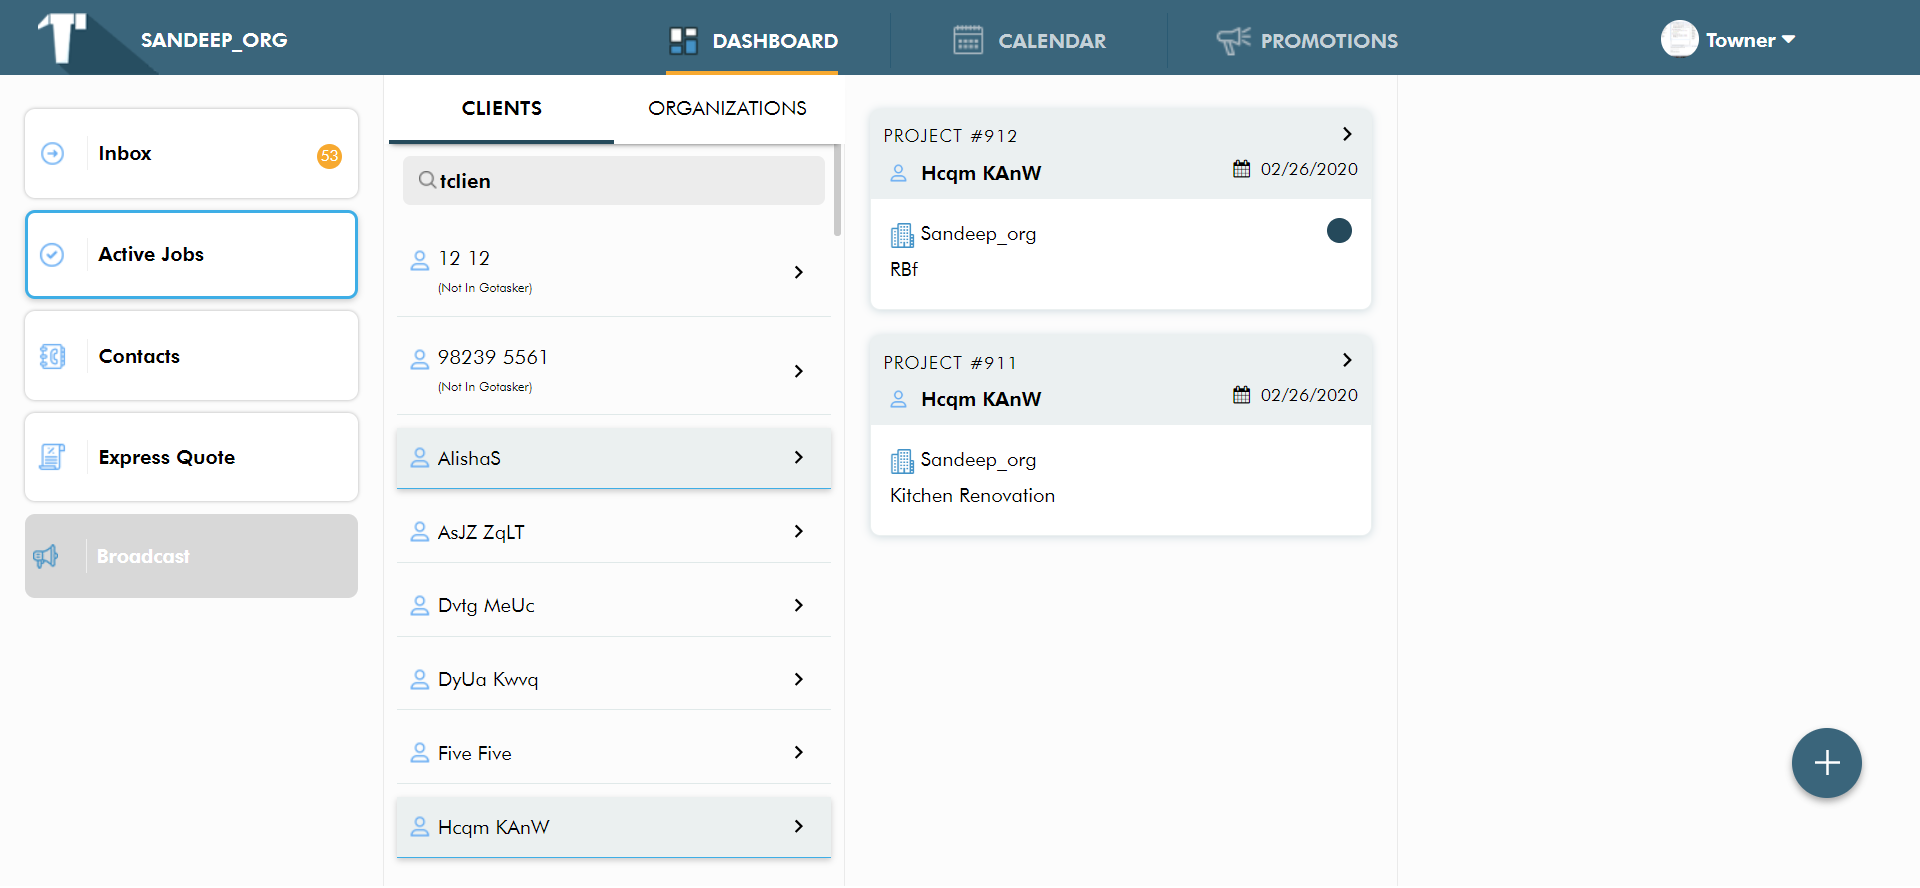 SANDEEP_ORG
DASHBOARD
CALENDAR
PROMOTIONS
Towner
Inbox
53
Active Jobs
Contacts
Express Quote
Broadcast
CLIENTS
ORGANIZATIONS
tclien
12 12
(Not In Gotasker)
98239 5561
(Not In Gotasker)
AlishaS
AsJZ ZqLT
Dvtg MeUc
DyUa Kwvq
Five Five
Hcqm KAnW
PROJECT #912
Hcqm KAnW
02/26/2020
Sandeep_org
RBf
PROJECT #911
Hcqm KAnW
02/26/2020
Sandeep_org
Kitchen Renovation